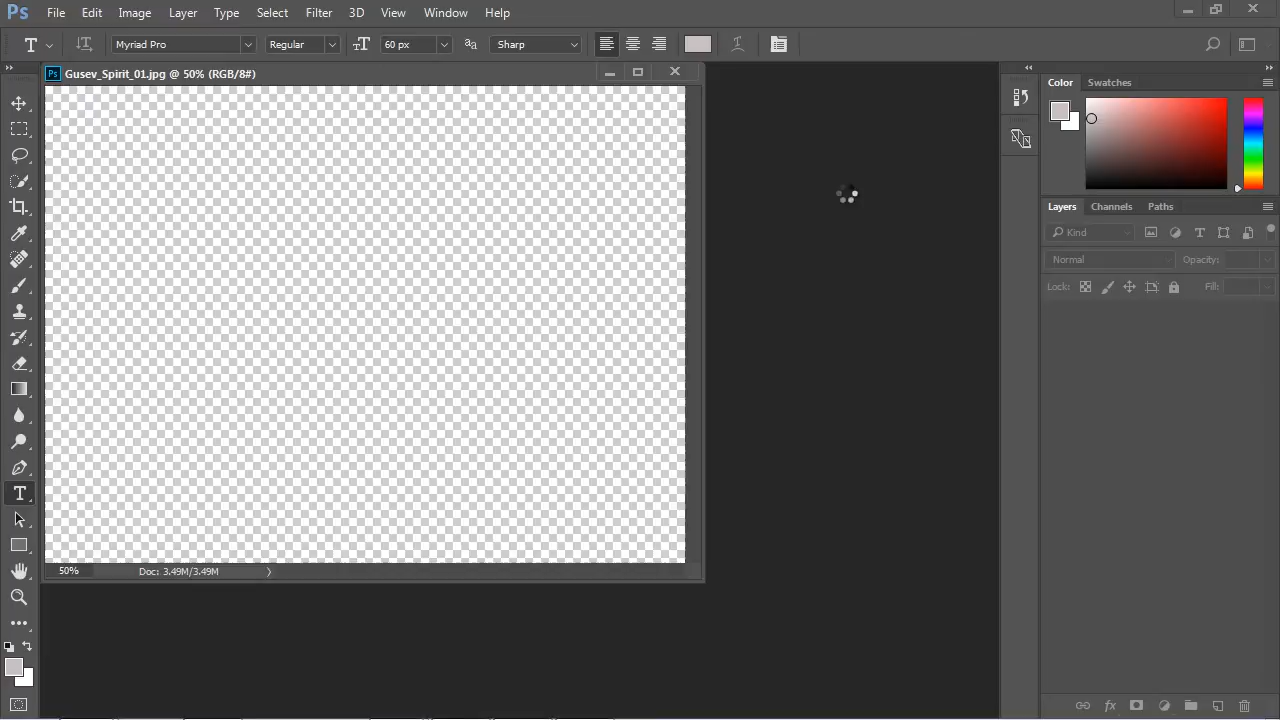 Ps File Edit Image Layer Type Select Filter 3D View Window Help
T Myriad Pro Regular 60 px Sharp
Ps Gusev_Spirit_01.jpg @ 50% (RGB/8#)
Color Swatches
Layers Channels Paths
Kind
Normal Opacity:
Lock: Fill:
50% Doc: 3.49M/3.49M